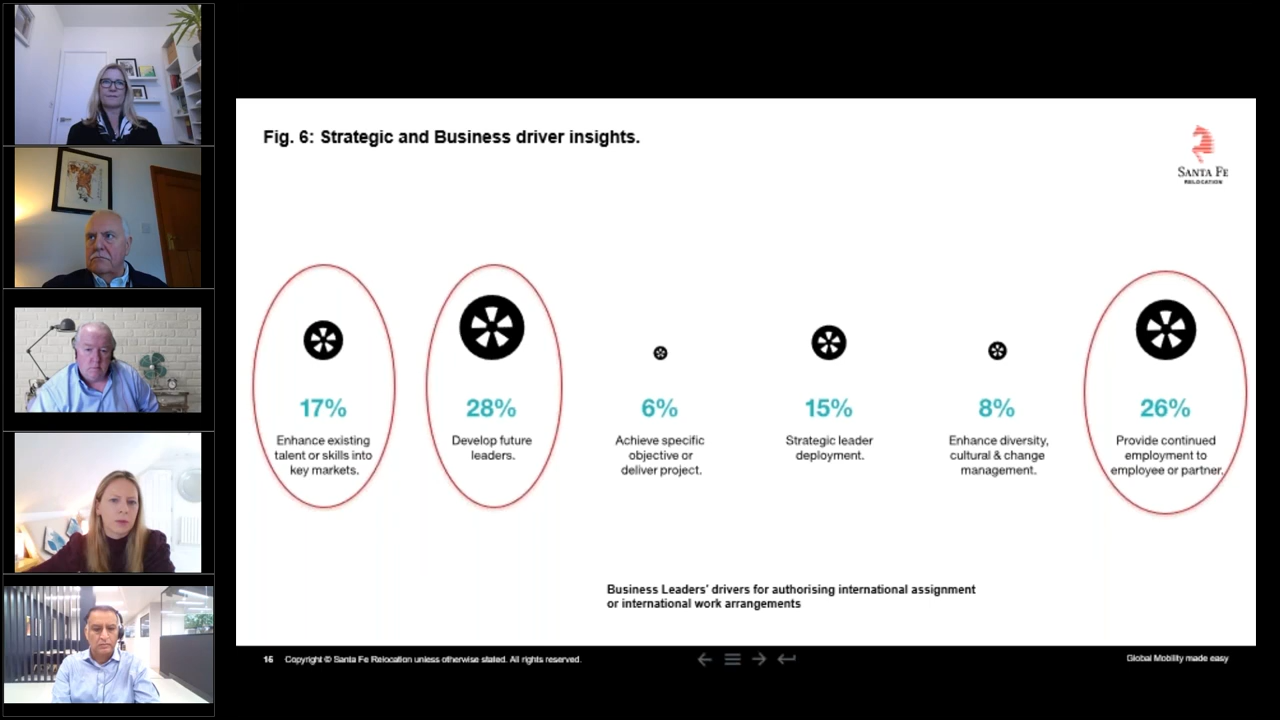 Fig. 6: Strategic and Business driver insights.
SANTA FE
RELOCATION
17%
Enhance existing
talent or skills into
key markets.
28%
Develop future
leaders.
6%
Achieve specific
objective or
deliver project.
15%
Strategic leader
deployment.
8%
Enhance diversity,
cultural & change
management.
26%
Provide continued
employment to
employee or partner.
Business Leaders' drivers for authorising international assignment
or international work arrangements
16 Copyright © Santa Fe Relocation unless otherwise stated. All rights reserved.
Global Mobility made easy